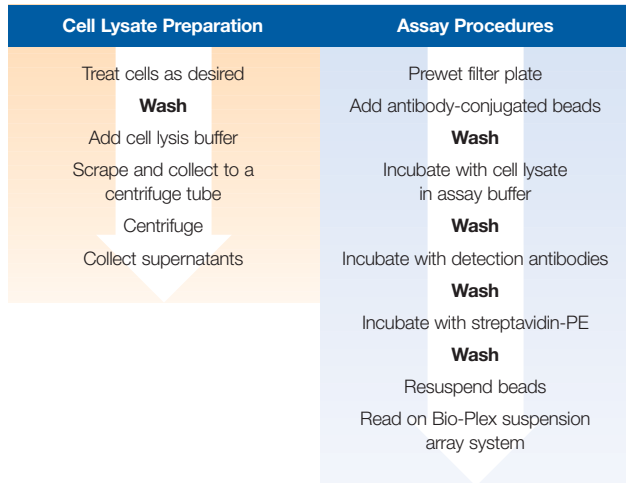 Cell Lysate Preparation
Treat cells as desired
Wash
Add cell lysis buffer
Scrape and collect to a
centrifuge tube
Centrifuge
Collect supernatants
Assay Procedures
Prewet filter plate
Add antibody-conjugated beads
Wash
Incubate with cell lysate
in assay buffer
Wash
Incubate with detection antibodies
Wash
Incubate with streptavidin-PE
Wash
Resuspend beads
Read on Bio-Plex suspension
array system